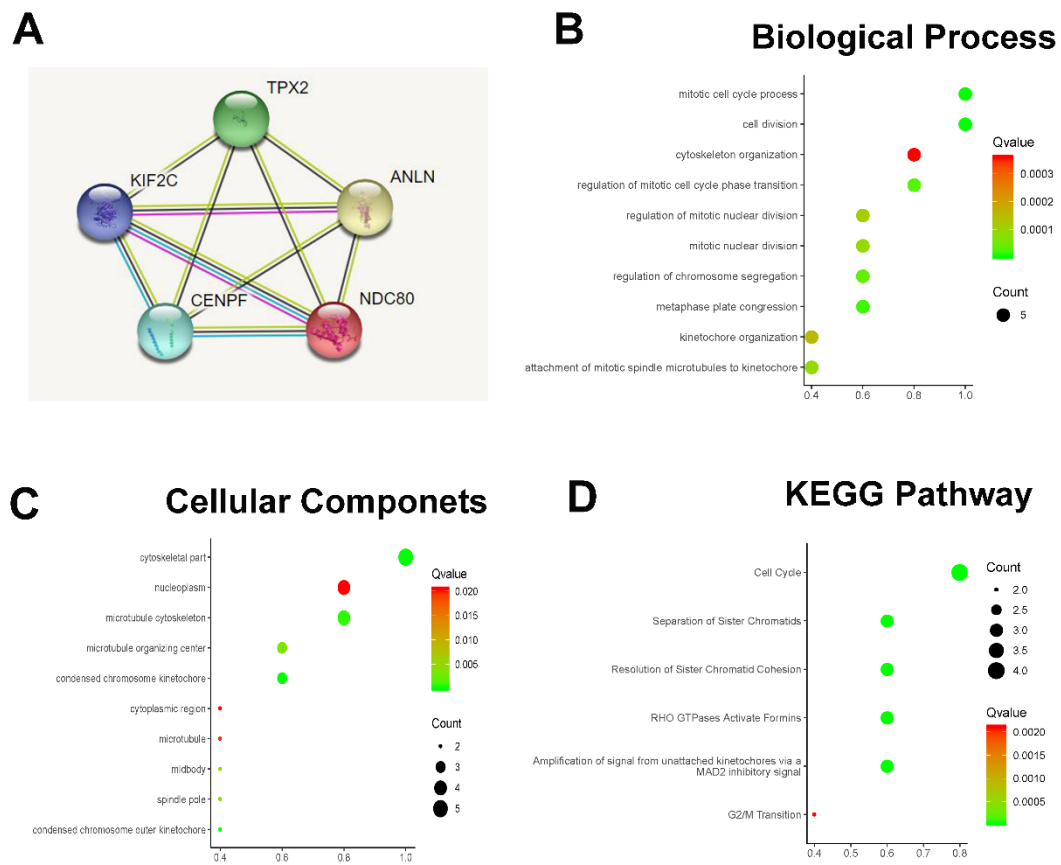 A
TPX2
KIF2C
ANLN
CENPF
NDC80
B
Biological Process
mitotic cell cycle process
cell division
cytoskeleton organization
regulation of mitotic cell cycle phase transition
regulation of mitotic nuclear division
mitotic nuclear division
regulation of chromosome segregation
metaphase plate congression
kinetochore organization
attachment of mitotic spindle microtubules to kinetochore
0.4 0.6 0.8 1.0
Qvalue
0.0003
0.0002
0.0001
Count
5
C
Cellular Componets
cytoskeletal part
nucleoplasm
microtubule cytoskeleton
microtubule organizing center
condensed chromosome kinetochore
cytoplasmic region
microtubule
midbody
spindle pole
condensed chromosome outer kinetochore
0.4 0.6 0.8 1.0
Qvalue
0.020
0.015
0.010
0.005
Count
2
3
4
5
D
KEGG Pathway
Cell Cycle
Separation of Sister Chromatids
Resolution of Sister Chromatid Cohesion
RHO GTPases Activate Formins
Amplification of signal from unattached kinetochores via a
MAD2 inhibitory signal
G2/M Transition
0.4 0.5 0.6 0.7 0.8
Count
2.0
2.5
3.0
3.5
4.0
Qvalue
0.0020
0.0015
0.0010
0.0005